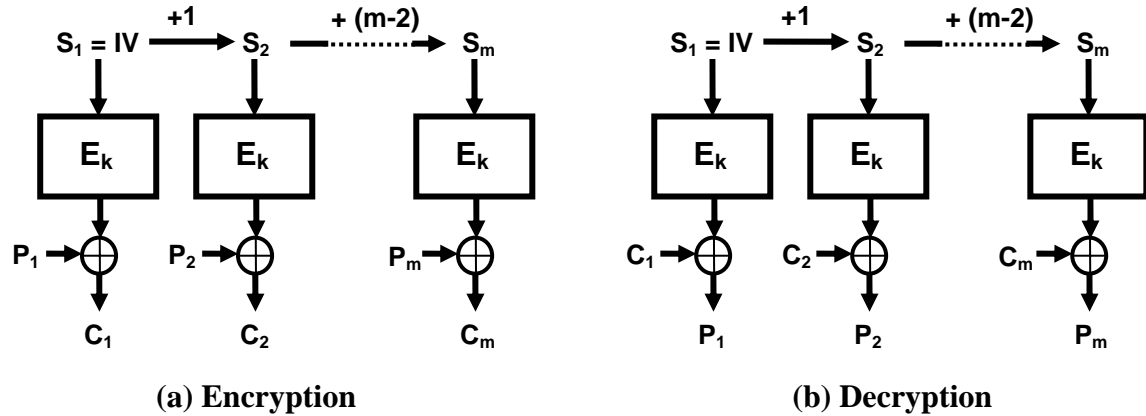 +1
+ (m-2)
S₁ = IV
S₂
Sₘ
Eₖ
Eₖ
Eₖ
P₁
P₂
Pₘ
C₁
C₂
Cₘ
(a) Encryption
+1
+ (m-2)
S₁ = IV
S₂
Sₘ
Eₖ
Eₖ
Eₖ
C₁
C₂
Cₘ
P₁
P₂
Pₘ
(b) Decryption